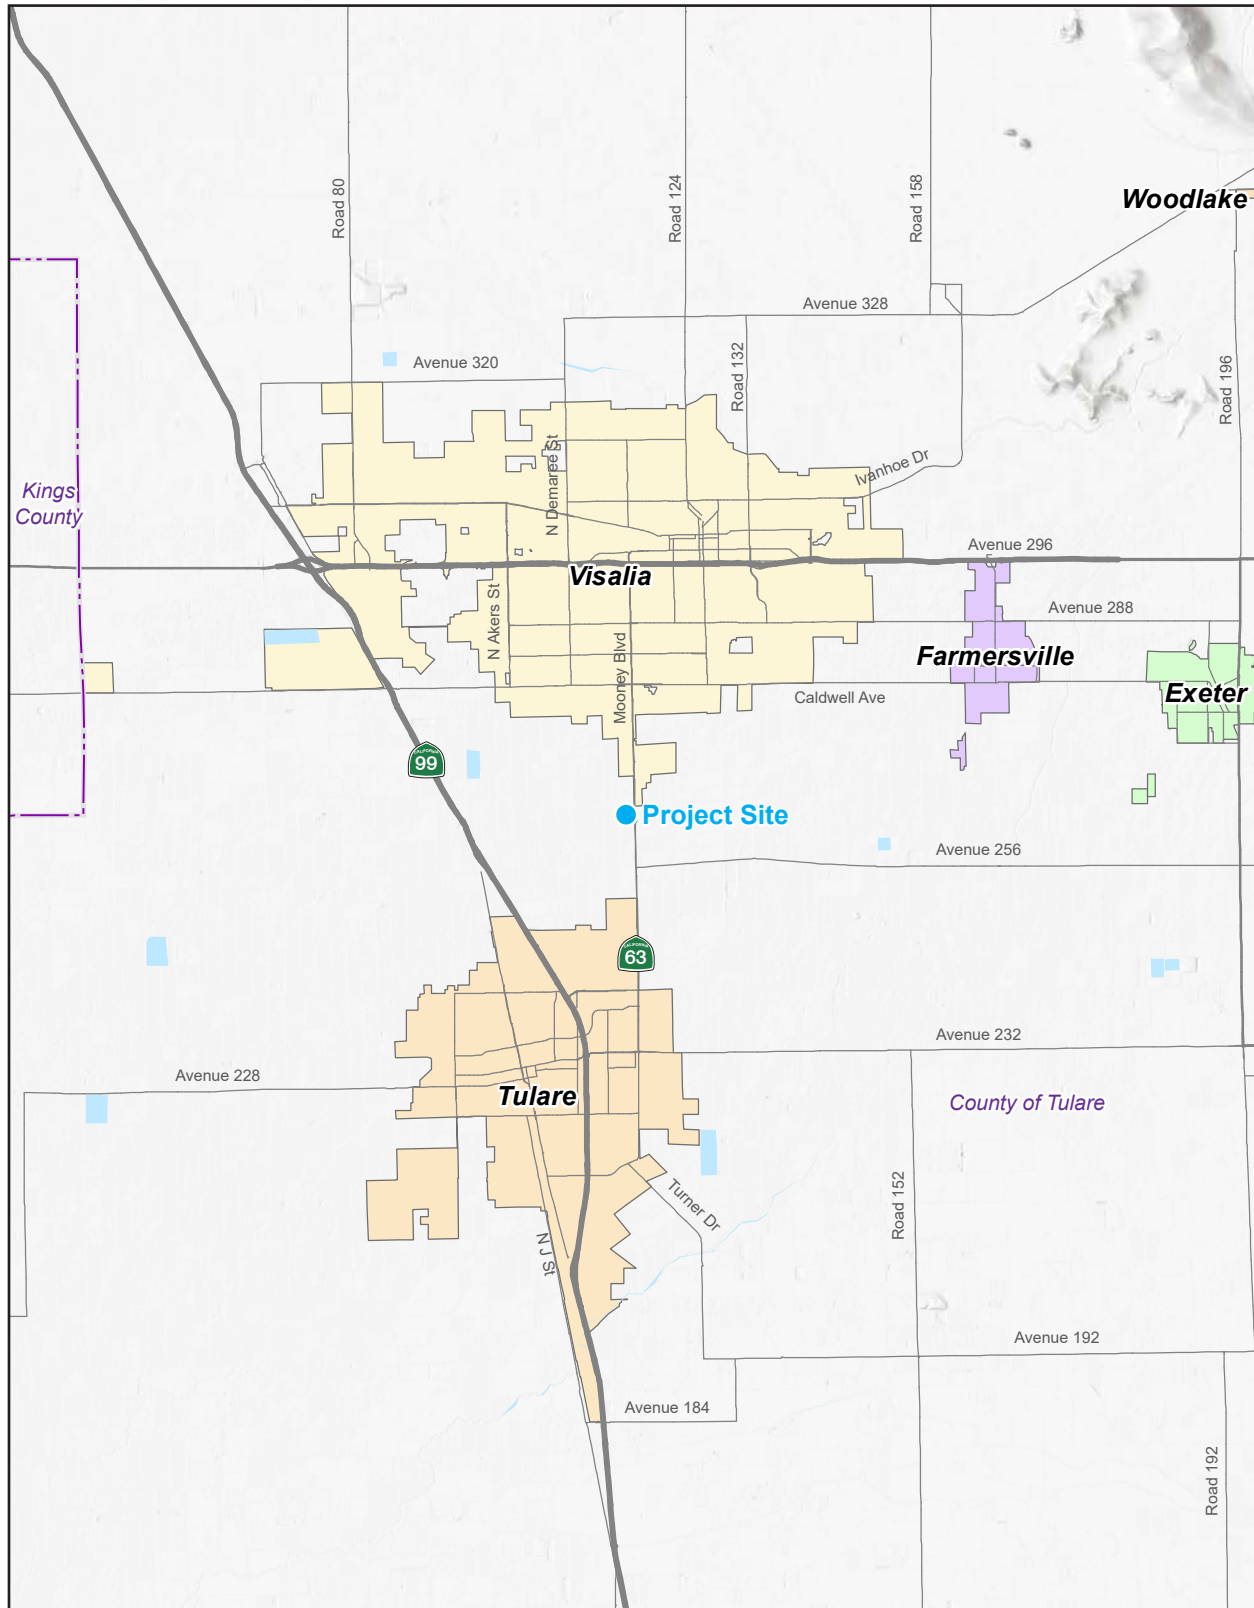 Road 80
Road 124
Road 158
Woodlake
Avenue 328
Avenue 320
Road 132
Road 196
N Demaree St
Ivanhoe Dr
Kings
County
Avenue 296
Visalia
N Akers St
Avenue 288
Mooney Blvd
Farmersville
Exeter
Caldwell Ave
CALIFORNIA
99
Project Site
Avenue 256
CALIFORNIA
63
Avenue 232
Avenue 228
Tulare
County of Tulare
Turner Dr
Road 152
N J St
Avenue 192
Avenue 184
Road 192